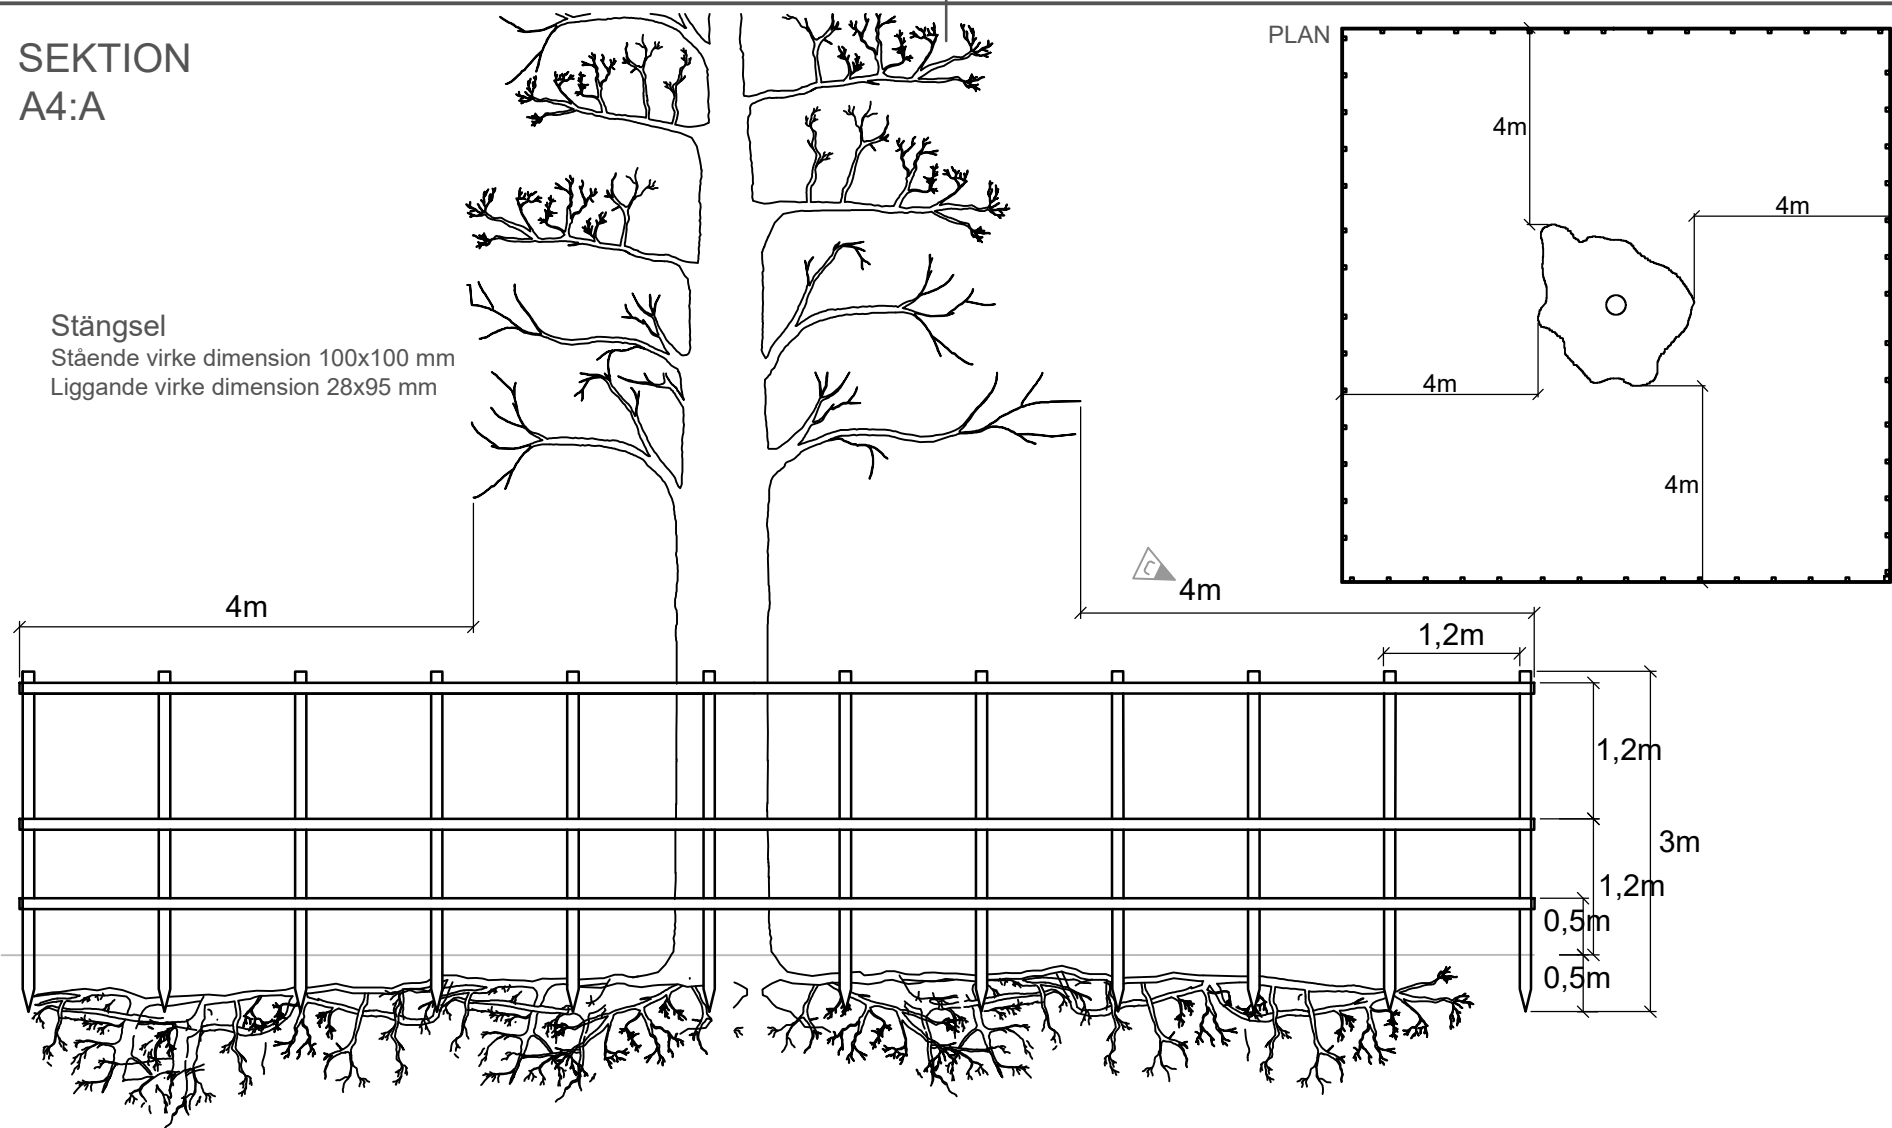 SEKTION
A4:A
PLAN
4m
4m
4m
4m
Stängsel
Stående virke dimension 100x100 mm
Liggande virke dimension 28x95 mm
C
4m
4m
1,2m
1,2m
3m
1,2m
0,5m
0,5m